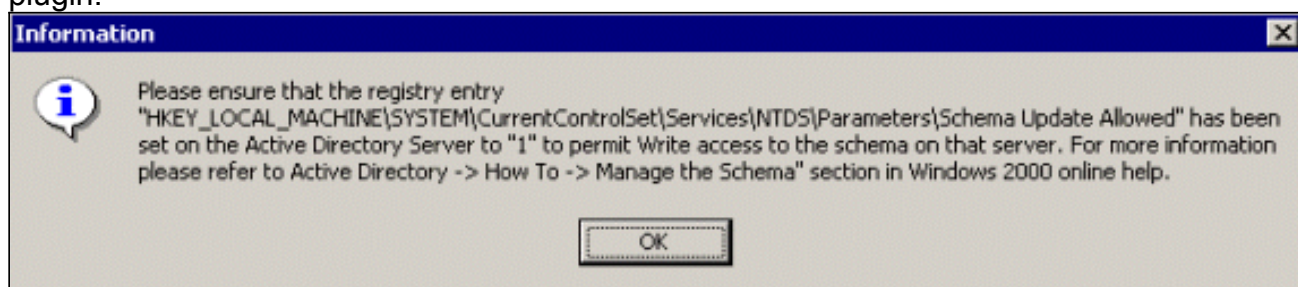 plugin.
Information
Please ensure that the registry entry
"HKEY_LOCAL_MACHINE\SYSTEM\CurrentControlSet\Services\NTDS\Parameters\Schema Update Allowed" has been
set on the Active Directory Server to "1" to permit Write access to the schema on that server. For more information
please refer to Active Directory -> How To -> Manage the Schema" section in Windows 2000 online help.
OK